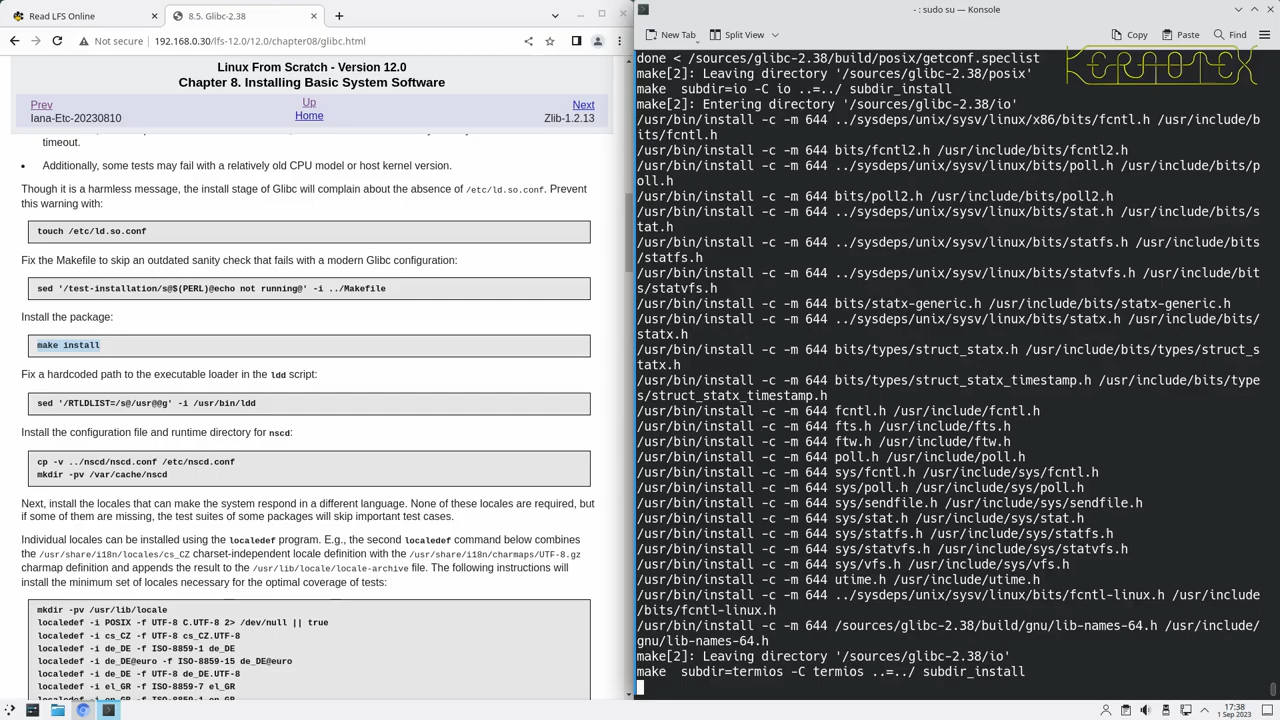 Read LFS Online
8.5. Glibc-2.38
Not secure
192.168.0.30/lfs-12.0/12.0/chapter08/glibc.html
Linux From Scratch - Version 12.0
Chapter 8. Installing Basic System Software
Prev
Up
Next
Iana-Etc-20230810
Home
Zlib-1.2.13
timeout.
• Additionally, some tests may fail with a relatively old CPU model or host kernel version.
Though it is a harmless message, the install stage of Glibc will complain about the absence of /etc/ld.so.conf. Prevent
this warning with:
touch /etc/ld.so.conf
Fix the Makefile to skip an outdated sanity check that fails with a modern Glibc configuration:
sed '/test-installation/s@$(PERL)@echo not running@' -i ../Makefile
Install the package:
make install
Fix a hardcoded path to the executable loader in the ldd script:
sed '/RTLDLIST=/s@/usr@@g' -i /usr/bin/ldd
Install the configuration file and runtime directory for nscd:
cp -v ../nscd/nscd.conf /etc/nscd.conf
mkdir -pv /var/cache/nscd
Next, install the locales that can make the system respond in a different language. None of these locales are required, but
if some of them are missing, the test suites of some packages will skip important test cases.
Individual locales can be installed using the localedef program. E.g., the second localedef command below combines
the /usr/share/i18n/locales/cs_CZ charset-independent locale definition with the /usr/share/i18n/charmaps/UTF-8.gz
charmap definition and appends the result to the /usr/lib/locale/locale-archive file. The following instructions will
install the minimum set of locales necessary for the optimal coverage of tests:
mkdir -pv /usr/lib/locale
localedef -i POSIX -f UTF-8 C.UTF-8 2> /dev/null || true
localedef -i cs_CZ -f UTF-8 cs_CZ.UTF-8
localedef -i de_DE -f ISO-8859-1 de_DE
localedef -i de_DE@euro -f ISO-8859-15 de_DE@euro
localedef -i de_DE -f UTF-8 de_DE.UTF-8
localedef -i el_GR -f ISO-8859-7 el_GR
- : sudo su — Konsole
New Tab
Split View
Copy
Paste
Find
KERNOTEX
done < /sources/glibc-2.38/build/posix/getconf.speclist
make[2]: Leaving directory '/sources/glibc-2.38/posix'
make  subdir=io -C io ..=../ subdir_install
make[2]: Entering directory '/sources/glibc-2.38/io'
/usr/bin/install -c -m 644 ../sysdeps/unix/sysv/linux/x86/bits/fcntl.h /usr/include/b
its/fcntl.h
/usr/bin/install -c -m 644 bits/fcntl2.h /usr/include/bits/fcntl2.h
/usr/bin/install -c -m 644 ../sysdeps/unix/sysv/linux/bits/poll.h /usr/include/bits/p
oll.h
/usr/bin/install -c -m 644 bits/poll2.h /usr/include/bits/poll2.h
/usr/bin/install -c -m 644 ../sysdeps/unix/sysv/linux/bits/stat.h /usr/include/bits/s
tat.h
/usr/bin/install -c -m 644 ../sysdeps/unix/sysv/linux/bits/statfs.h /usr/include/bits
/statfs.h
/usr/bin/install -c -m 644 ../sysdeps/unix/sysv/linux/bits/statvfs.h /usr/include/bit
s/statvfs.h
/usr/bin/install -c -m 644 bits/statx-generic.h /usr/include/bits/statx-generic.h
/usr/bin/install -c -m 644 ../sysdeps/unix/sysv/linux/bits/statx.h /usr/include/bits/
statx.h
/usr/bin/install -c -m 644 bits/types/struct_statx.h /usr/include/bits/types/struct_s
tatx.h
/usr/bin/install -c -m 644 bits/types/struct_statx_timestamp.h /usr/include/bits/type
s/struct_statx_timestamp.h
/usr/bin/install -c -m 644 fcntl.h /usr/include/fcntl.h
/usr/bin/install -c -m 644 fts.h /usr/include/fts.h
/usr/bin/install -c -m 644 ftw.h /usr/include/ftw.h
/usr/bin/install -c -m 644 poll.h /usr/include/poll.h
/usr/bin/install -c -m 644 sys/fcntl.h /usr/include/sys/fcntl.h
/usr/bin/install -c -m 644 sys/poll.h /usr/include/sys/poll.h
/usr/bin/install -c -m 644 sys/sendfile.h /usr/include/sys/sendfile.h
/usr/bin/install -c -m 644 sys/stat.h /usr/include/sys/stat.h
/usr/bin/install -c -m 644 sys/statfs.h /usr/include/sys/statfs.h
/usr/bin/install -c -m 644 sys/statvfs.h /usr/include/sys/statvfs.h
/usr/bin/install -c -m 644 sys/vfs.h /usr/include/sys/vfs.h
/usr/bin/install -c -m 644 utime.h /usr/include/utime.h
/usr/bin/install -c -m 644 ../sysdeps/unix/sysv/linux/bits/fcntl-linux.h /usr/include
/bits/fcntl-linux.h
/usr/bin/install -c -m 644 /sources/glibc-2.38/build/gnu/lib-names-64.h /usr/include/
gnu/lib-names-64.h
make[2]: Leaving directory '/sources/glibc-2.38/io'
make  subdir=termios -C termios ..=../ subdir_install
17:38
1 Sep 2023